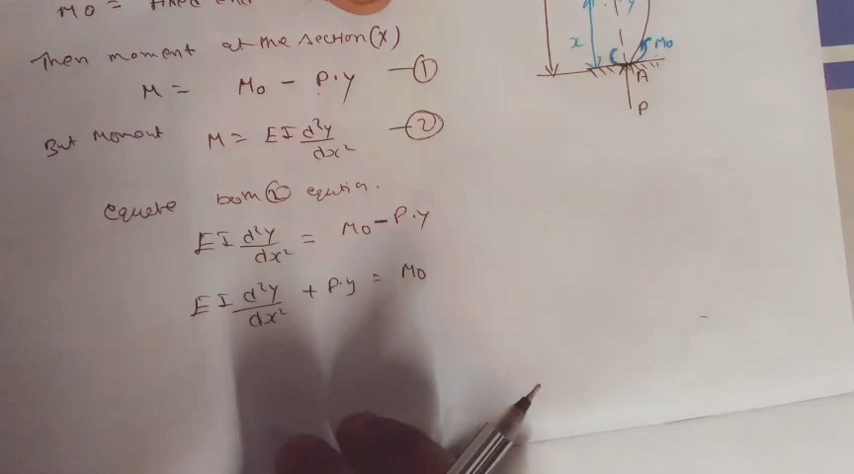 M0 =
Then moment at the section(x)
M = M0 - P.y —①
But Moment M = EI d²y/dx² —②
equate both ② equation.
EI d²y/dx² = M0 - P.y
EI d²y/dx² + P.y = M0
y
x
M0
A
P